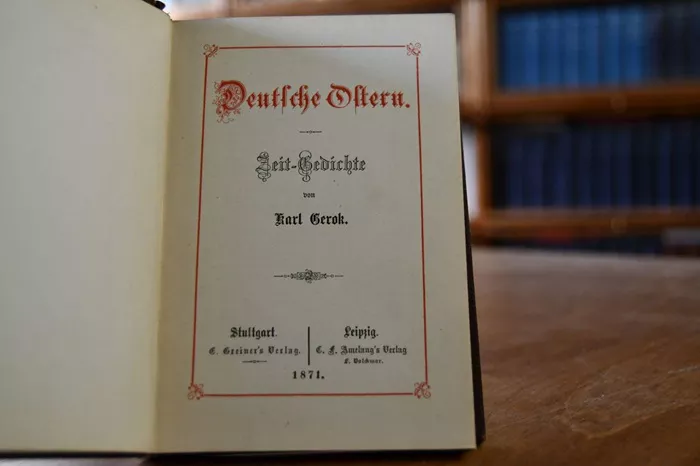 Deutsche Ostern.
Zeit-Gedichte
von
Karl Gerok.
Stuttgart.
C. Greiner's Verlag.
Leipzig.
C. F. Amelang's Verlag
F. Volckmar.
1871.